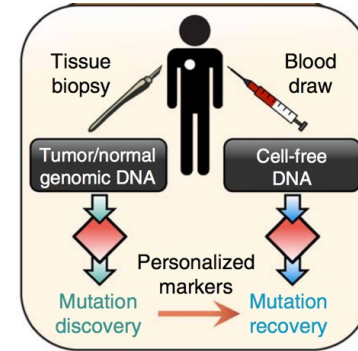 Tissue
biopsy
Blood
draw
Tumor/normal
genomic DNA
Cell-free
DNA
Personalized
markers
Mutation
discovery
Mutation
recovery